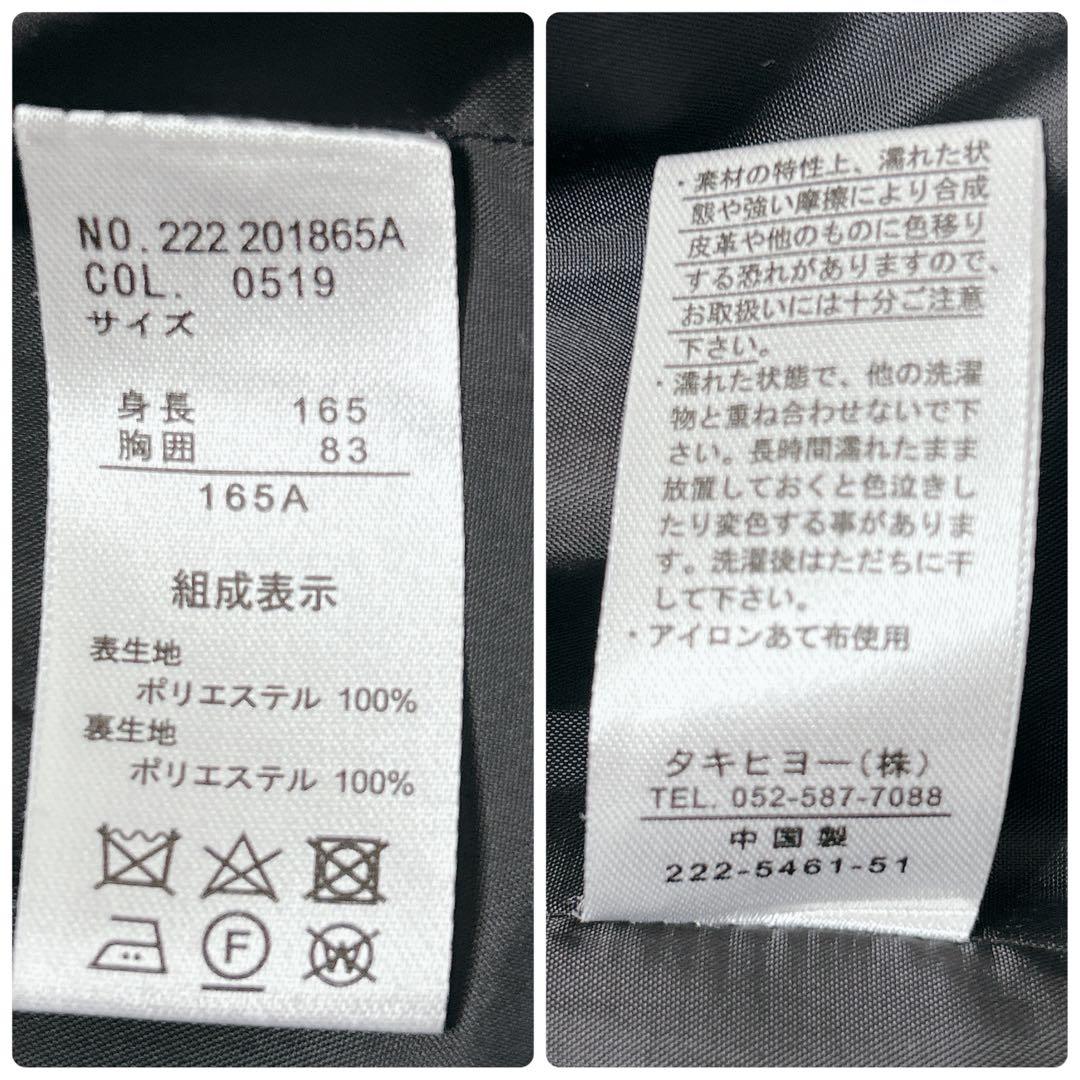 NO. 222 201865A
COL. 0519
サイズ
身長 165
胸囲 83
165A
組成表示
表生地
ポリエステル 100%
裏生地
ポリエステル 100%
F
W
・素材の特性上、濡れた状
態や強い摩擦により合成
皮革や他のものに色移り
する恐れがありますので、
お取扱いには十分ご注意
下さい。
・濡れた状態で、他の洗濯
物と重ね合わせないで下
さい。長時間濡れたまま
放置しておくと色泣きし
たり変色する事がありま
す。洗濯後はただちに干
して下さい。
・アイロンあて布使用
タキヒヨー(株)
TEL. 052-587-7088
中国製
222-5461-51